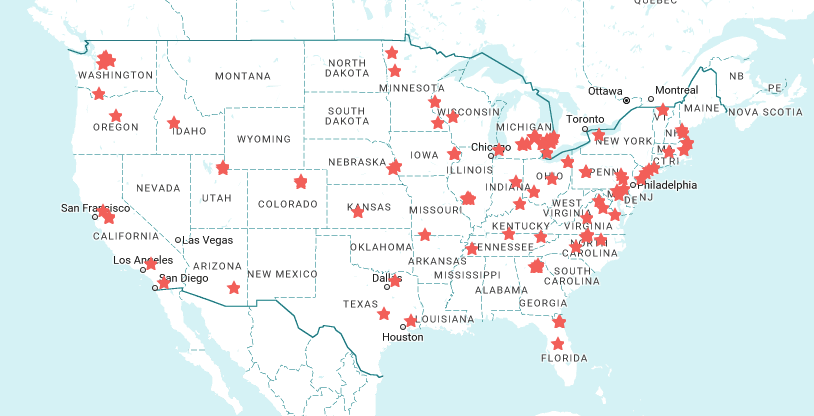 QUEBEC
WASHINGTON
MONTANA
NORTH
DAKOTA
MINNESOTA
Ottawa
Montreal
NB
PE
MAINE
NOVA SCOTIA
VT
OREGON
IDAHO
SOUTH
DAKOTA
WISCONSIN
MICHIGAN
Toronto
NEW YORK
NH
MA
CT RI
WYOMING
Chicago
IOWA
NEBRASKA
ILLINOIS
INDIANA
OHIO
PENN
Philadelphia
NJ
DE
NEVADA
UTAH
COLORADO
KANSAS
MISSOURI
WEST
VIRGINIA
VIRGINIA
KENTUCKY
San Francisco
CALIFORNIA
Las Vegas
OKLAHOMA
TENNESSEE
NORTH
CAROLINA
Los Angeles
San Diego
ARIZONA
NEW MEXICO
ARKANSAS
MISSISSIPPI
SOUTH
CAROLINA
ALABAMA
GEORGIA
Dallas
TEXAS
LOUISIANA
Houston
FLORIDA